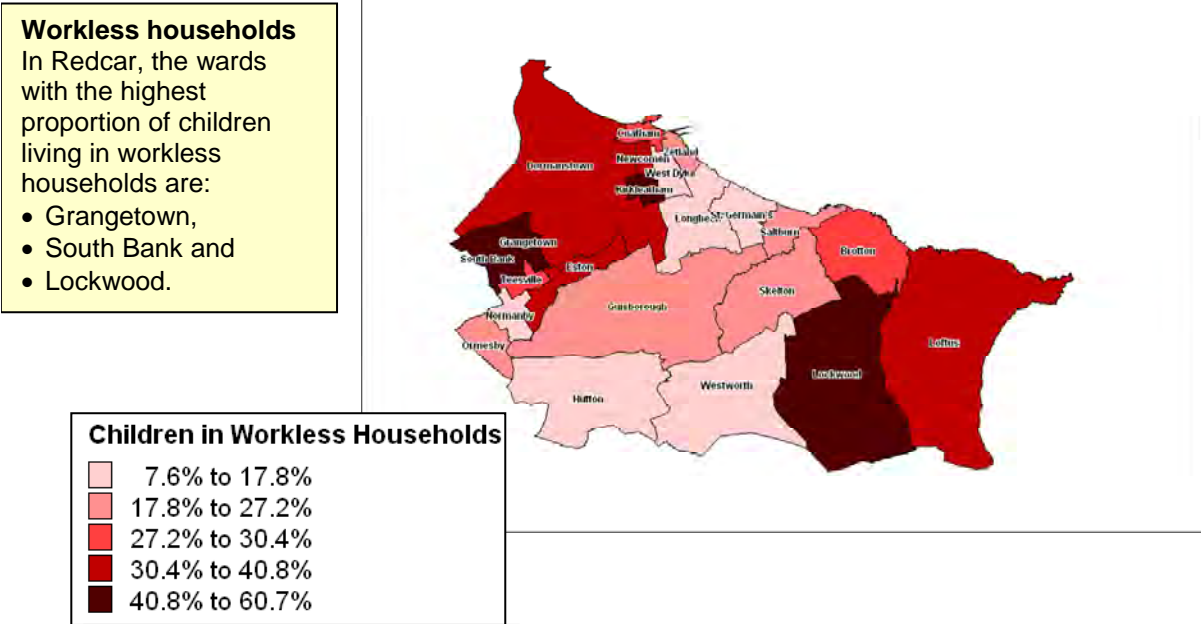 Workless households
In Redcar, the wards
with the highest
proportion of children
living in workless
households are:
• Grangetown,
• South Bank and
• Lockwood.
Coatham
Zetland
Newcomen
Dormanstown
West Dyke
Kirkleatham
Longbeck
St. Germain's
Saltburn
Grangetown
Brotton
South Bank
Eston
Teesville
Skelton
Guisborough
Normanby
Ormesby
Loftus
Lockwood
Westworth
Hutton
Children in Workless Households
7.6% to 17.8%
17.8% to 27.2%
27.2% to 30.4%
30.4% to 40.8%
40.8% to 60.7%